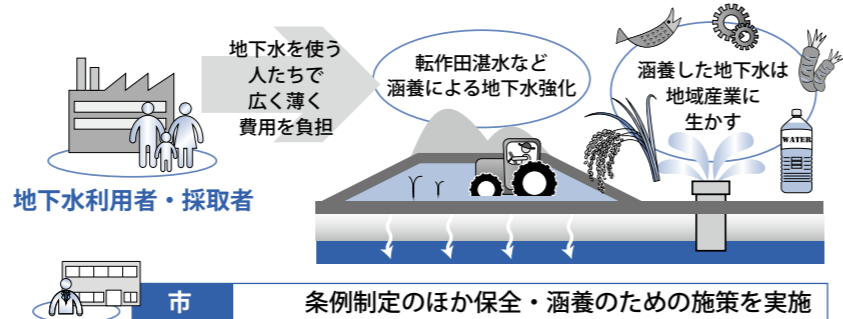 地下水を使う
人たちで
広く薄く
費用を負担
転作田湛水など
涵養による地下水強化
涵養した地下水は
地域産業に
生かす
WATER
地下水利用者・採取者
市
条例制定のほか保全・涵養のための施策を実施